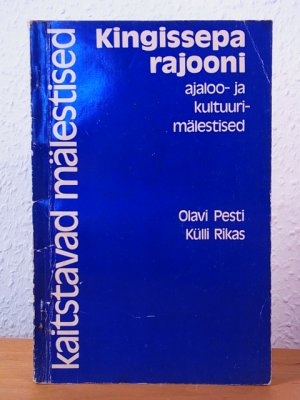 kaitstavad mälestised
Kingissepa
rajooni
ajaloo- ja
kultuuri-
mälestised
Olavi Pesti
Külli Rikas